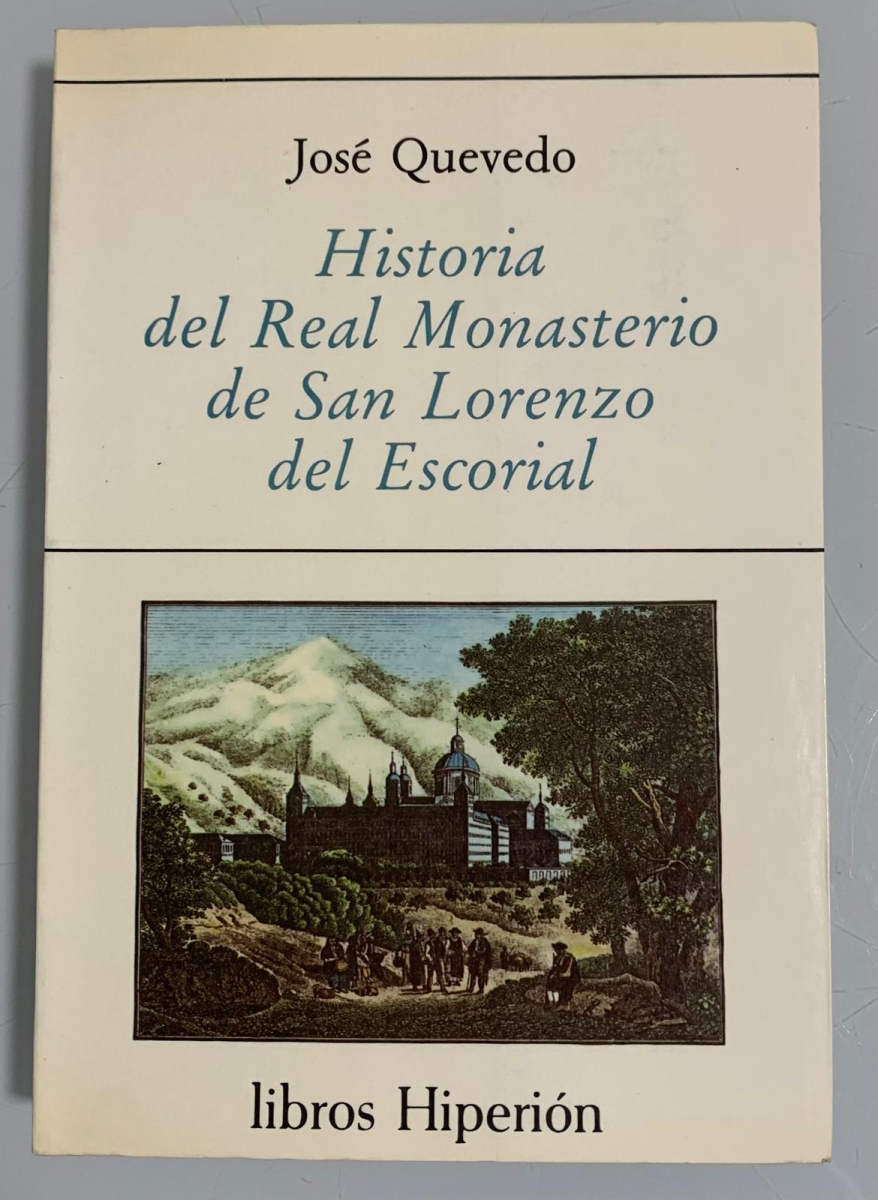 José Quevedo
Historia
del Real Monasterio
de San Lorenzo
del Escorial
libros Hiperión